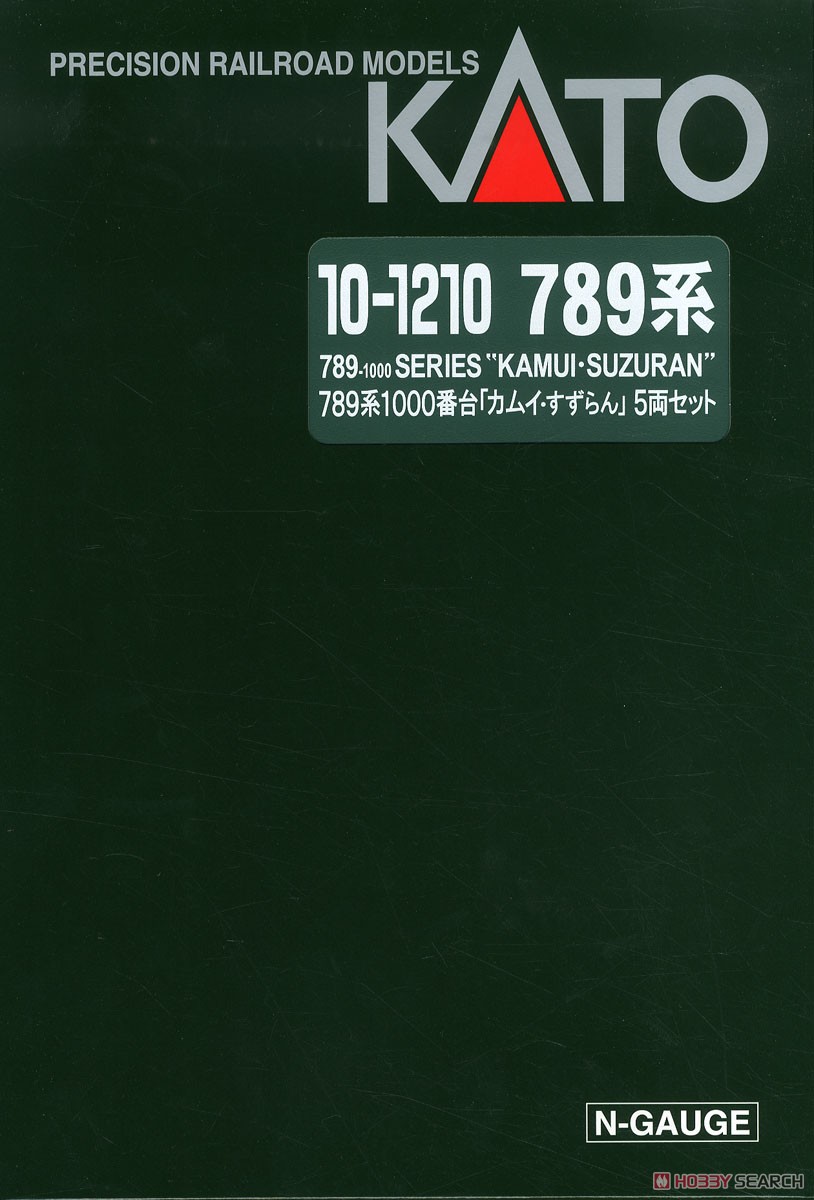 PRECISION RAILROAD MODELS
KATO
10-1210 789系
789-1000 SERIES “KAMUI・SUZURAN”
789系1000番台「カムイ・すずらん」 5両セット
N-GAUGE
HOBBY SEARCH